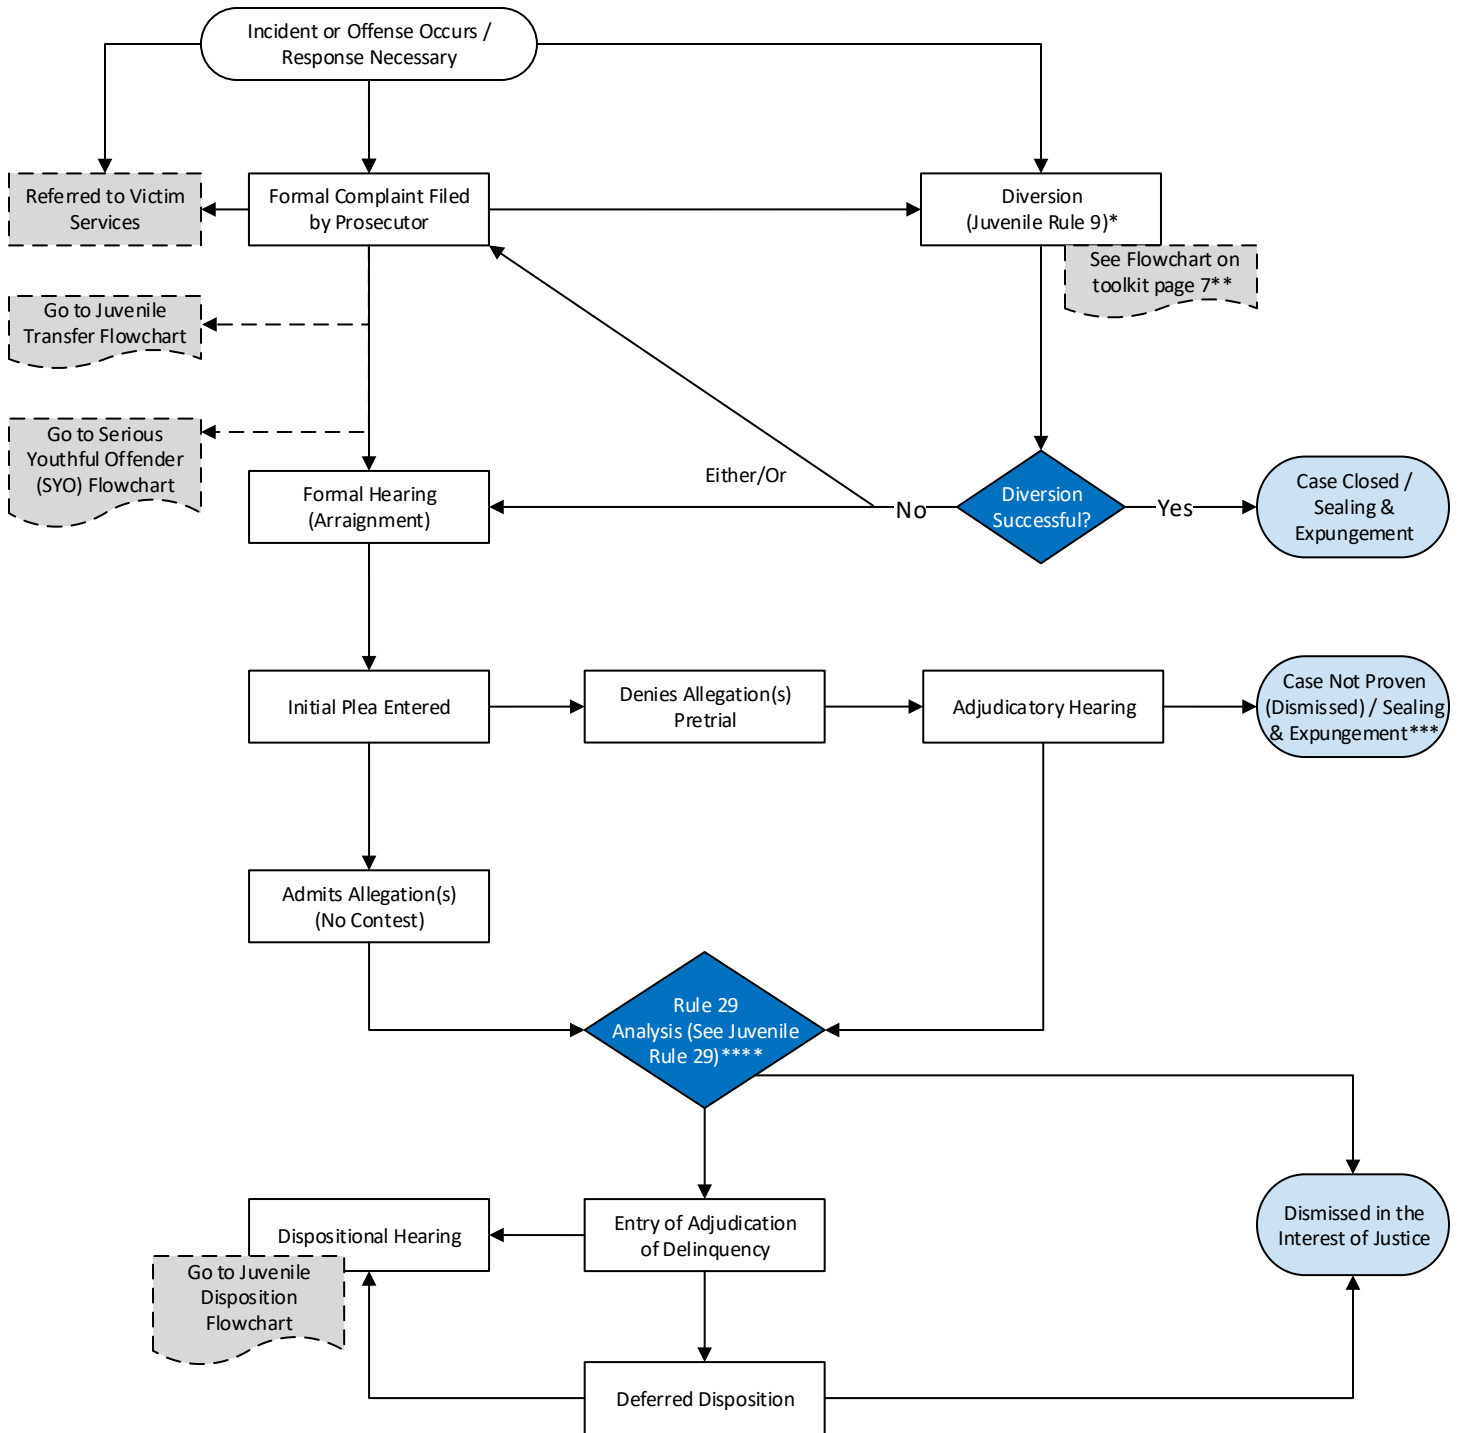 Incident or Offense Occurs /
Response Necessary
Referred to Victim
Services
Formal Complaint Filed
by Prosecutor
Diversion
(Juvenile Rule 9)*
See Flowchart on
toolkit page 7**
Go to Juvenile
Transfer Flowchart
Go to Serious
Youthful Offender
(SYO) Flowchart
Formal Hearing
(Arraignment)
Either/Or
No
Diversion
Successful?
Yes
Case Closed /
Sealing &
Expungement
Initial Plea Entered
Denies Allegation(s)
Pretrial
Adjudicatory Hearing
Case Not Proven
(Dismissed) / Sealing
& Expungement***
Admits Allegation(s)
(No Contest)
Rule 29
Analysis (See Juvenile
Rule 29)****
Dispositional Hearing
Go to Juvenile
Disposition
Flowchart
Entry of Adjudication
of Delinquency
Dismissed in the
Interest of Justice
Deferred Disposition